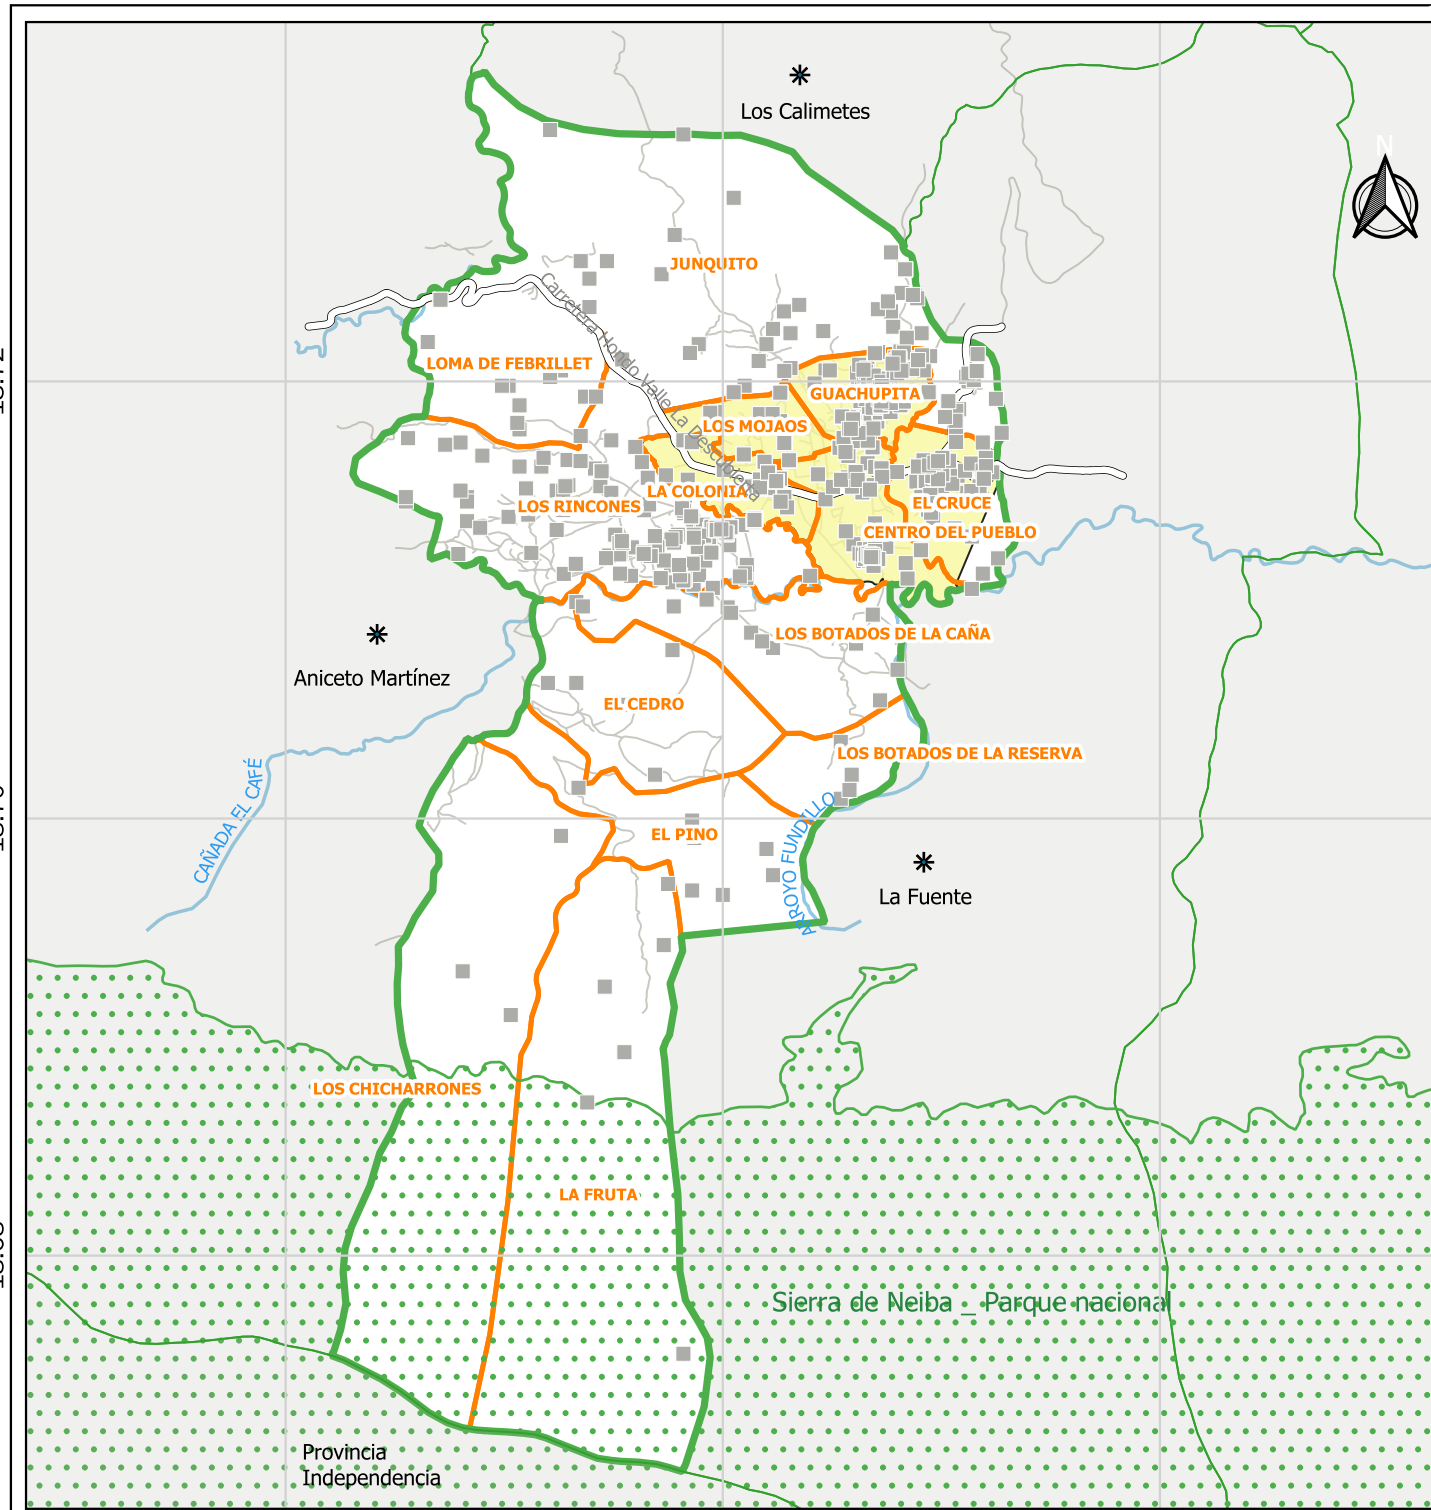 Los Calimetes
N
JUNQUITO
Carretera Hondo Valle-La Descubierta
LOMA DE FEBRILLET
GUACHUPITA
LOS MOJAOS
LA COLONIA
EL CRUCE
LOS RINCONES
CENTRO DEL PUEBLO
LOS BOTADOS DE LA CAÑA
Aniceto Martínez
EL CEDRO
LOS BOTADOS DE LA RESERVA
CAÑADA EL CAFÉ
ARROYO FUNDILLO
EL PINO
La Fuente
LOS CHICHARRONES
LA FRUTA
Sierra de Neiba _ Parque nacional
Provincia
Independencia